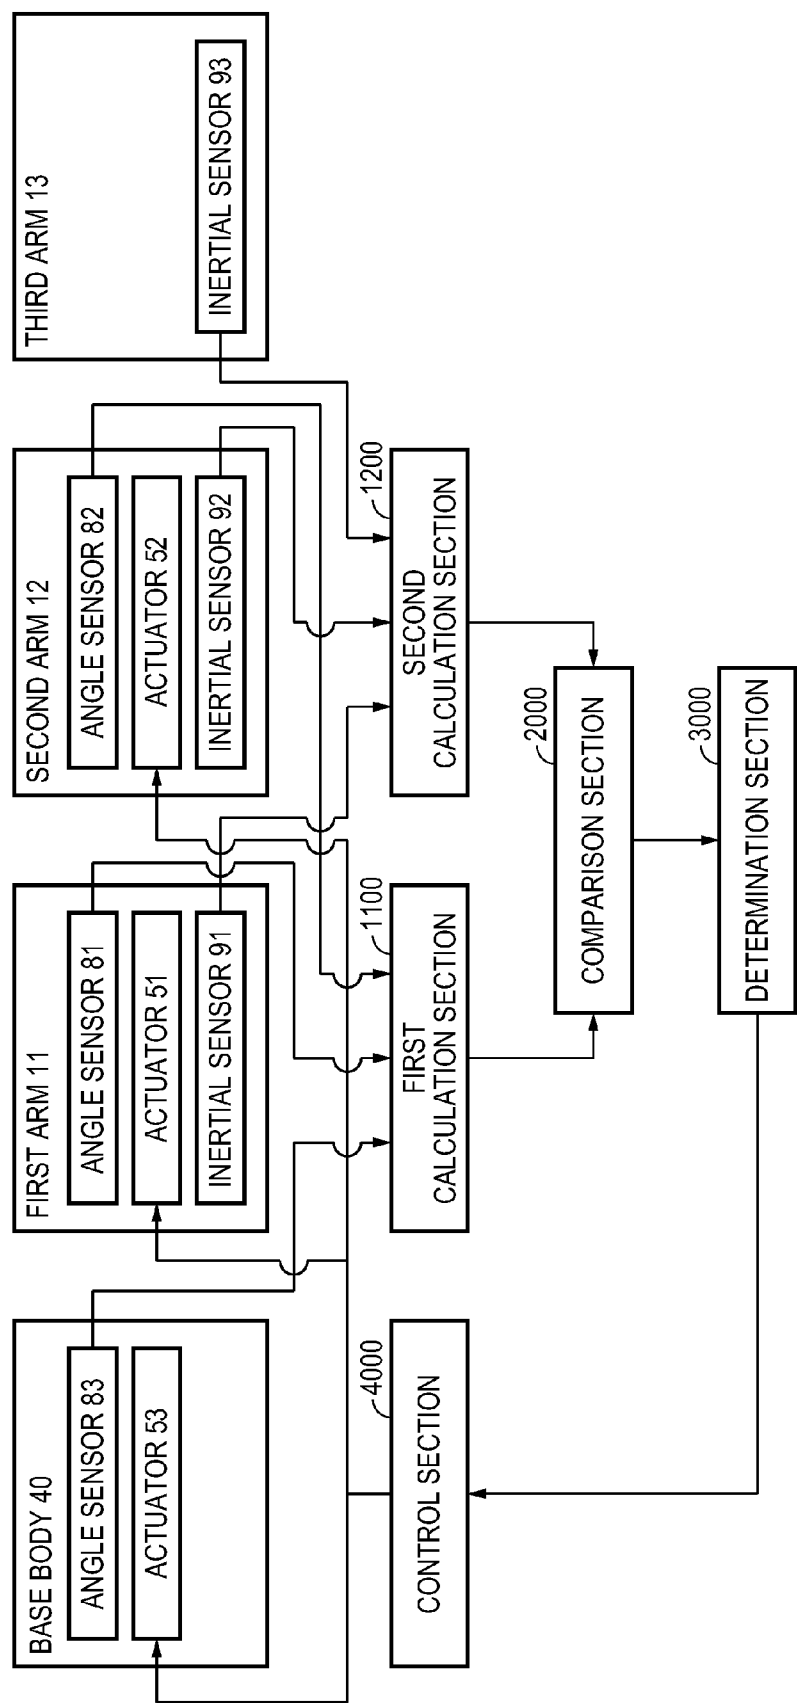 BASE BODY 40
ANGLE SENSOR 83
ACTUATOR 53
FIRST ARM 11
ANGLE SENSOR 81
ACTUATOR 51
INERTIAL SENSOR 91
SECOND ARM 12
ANGLE SENSOR 82
ACTUATOR 52
INERTIAL SENSOR 92
THIRD ARM 13
INERTIAL SENSOR 93
4000
CONTROL SECTION
1100
FIRST
CALCULATION SECTION
1200
SECOND
CALCULATION SECTION
2000
COMPARISON SECTION
3000
DETERMINATION SECTION